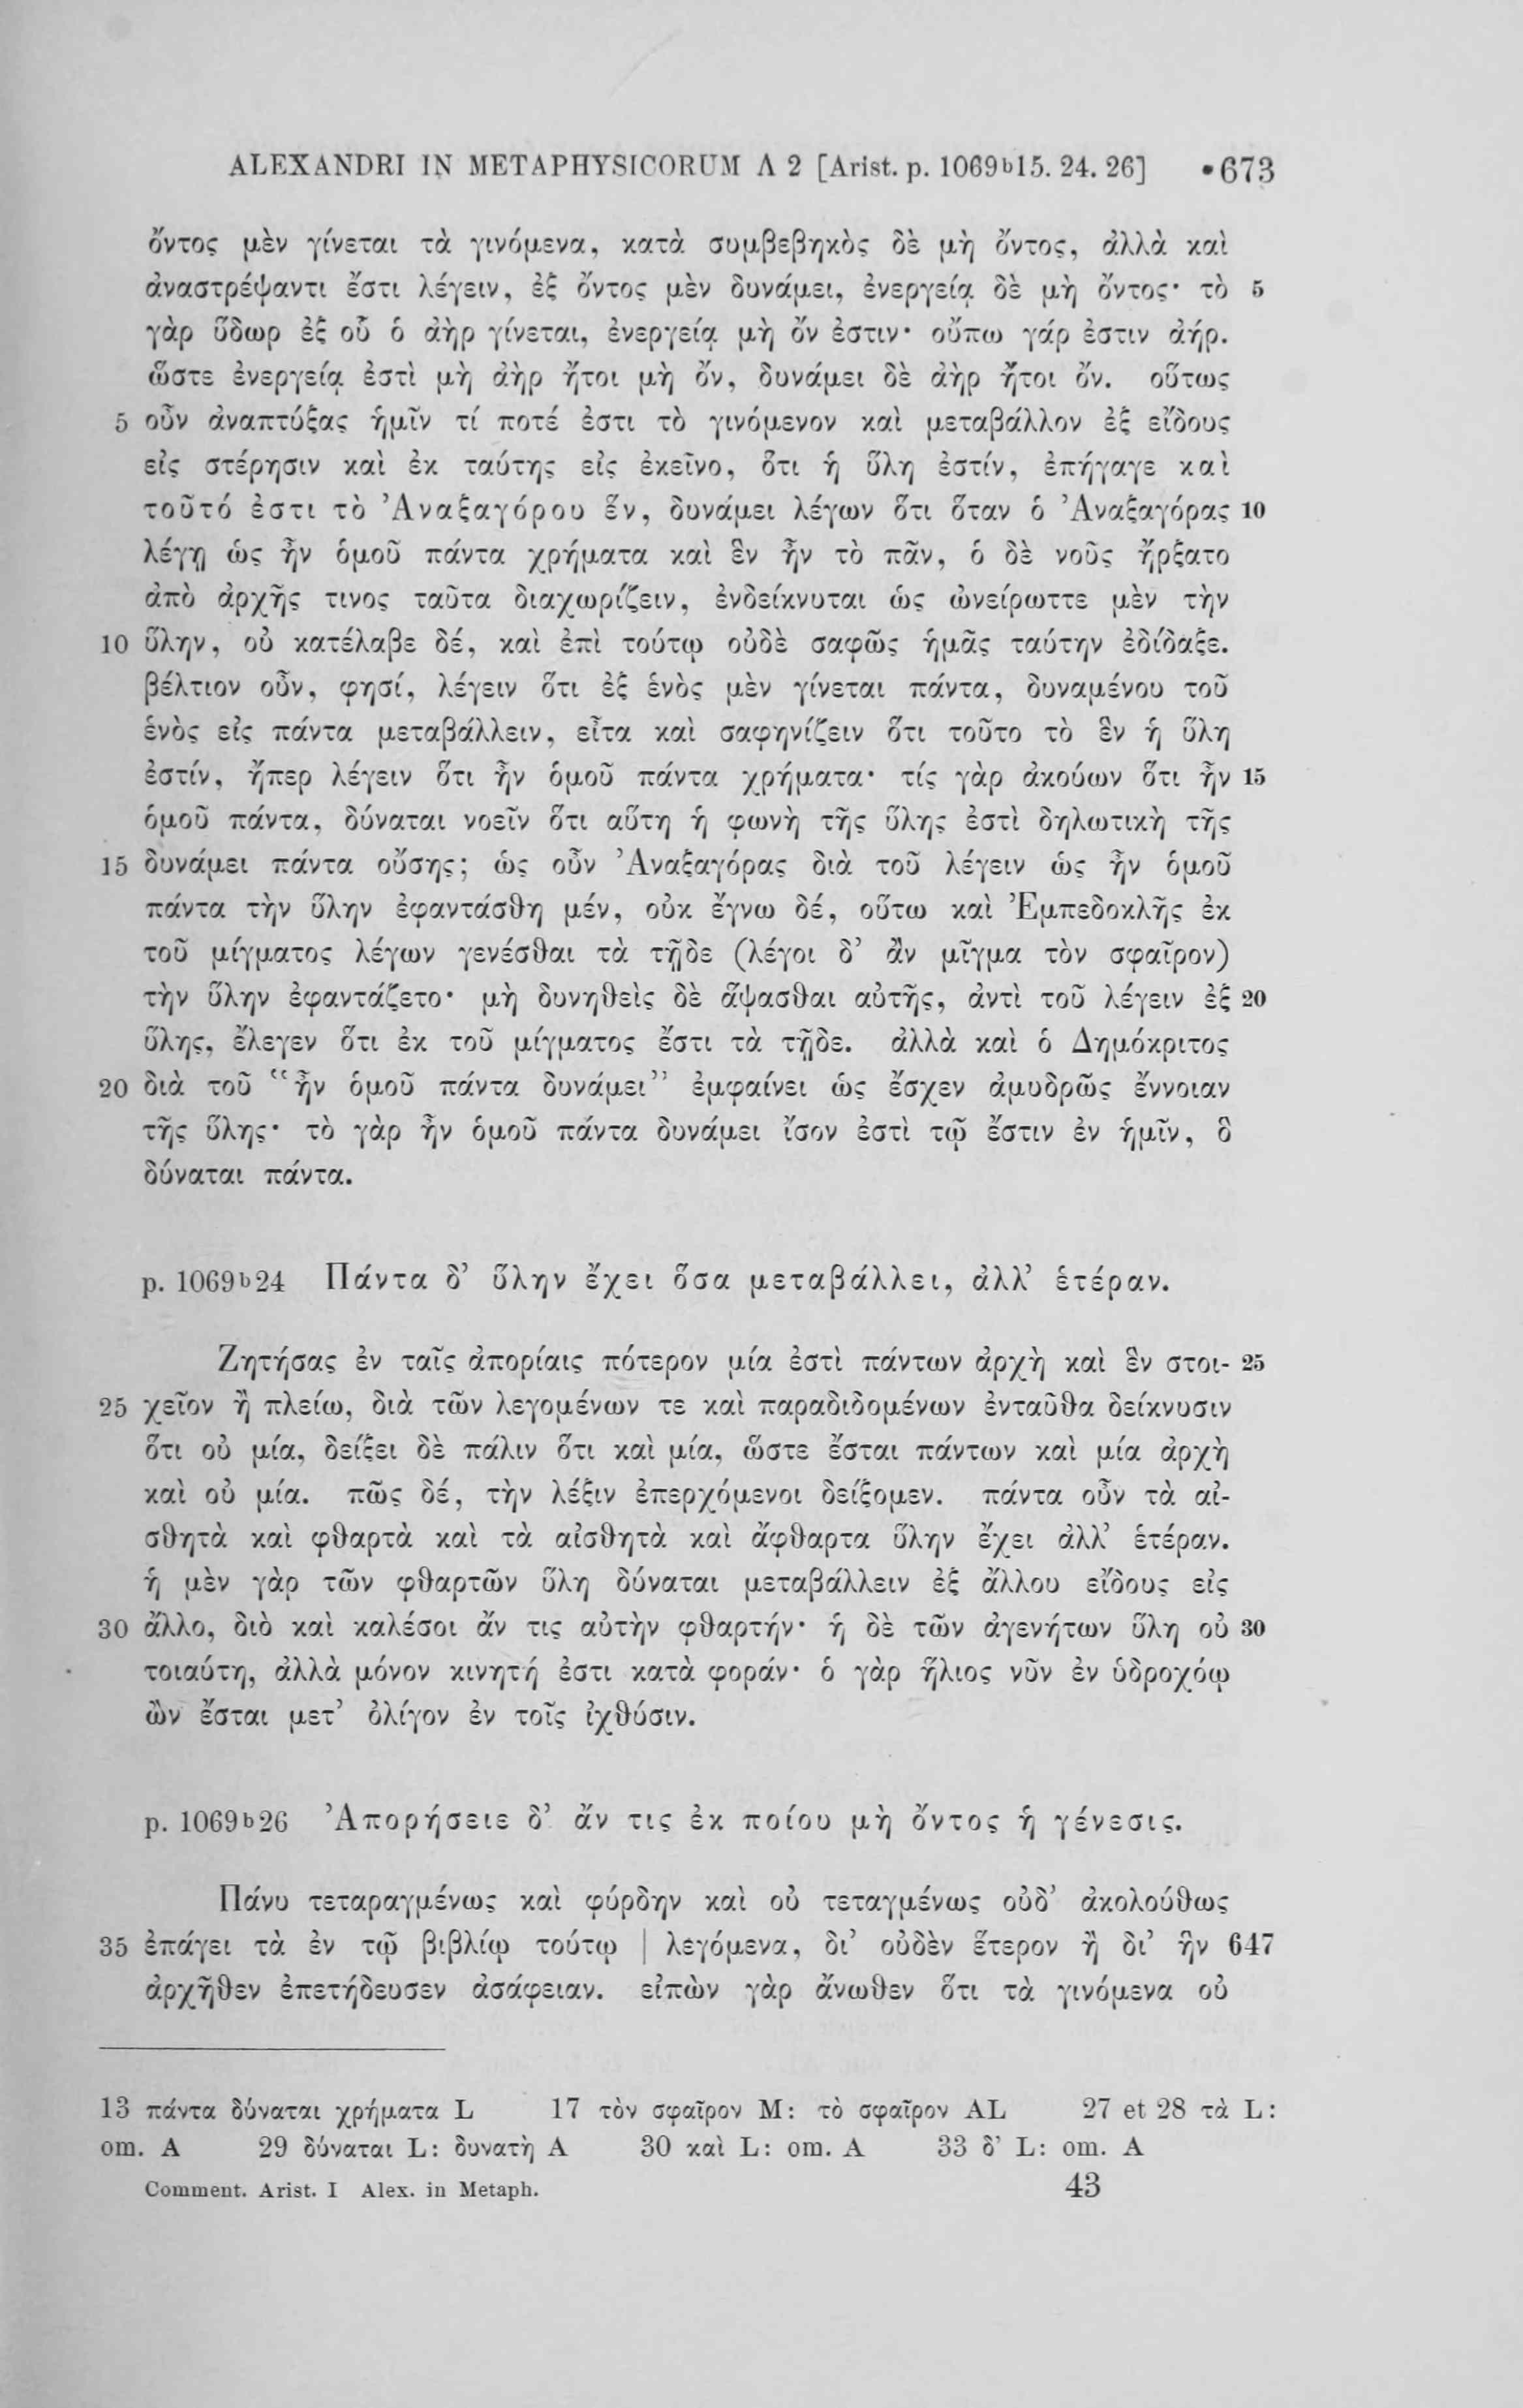 ALEXANDRI IN METAPHYSICORUM Λ 2 [Arist. p. 1069b15. 24. 26] •673
ὄντος μὲν γίνεται τὰ γινόμενα, κατὰ συμβεβηκὸς δὲ μὴ ὄντος, ἀλλὰ καὶ
ἀναστρέψαντι ἔστι λέγειν, ἐξ ὄντος μὲν δυνάμει, ἐνεργείᾳ δὲ μὴ ὄντος· τὸ 5
γὰρ ὕδωρ ἐξ οὗ ὁ ἀὴρ γίνεται, ἐνεργείᾳ μὴ ὄν ἐστιν· οὔπω γάρ ἐστιν ἀήρ.
ὥστε ἐνεργείᾳ ἐστὶ μὴ ἀὴρ ἤτοι μὴ ὄν, δυνάμει δὲ ἀὴρ ἤτοι ὄν. οὕτως
5 οὖν ἀναπτύξας ἡμῖν τί ποτέ ἐστι τὸ γινόμενον καὶ μεταβάλλον ἐξ εἴδους
εἰς στέρησιν καὶ ἐκ ταύτης εἰς ἐκεῖνο, ὅτι ἡ ὕλη ἐστίν, ἐπήγαγε καὶ
τοῦτό ἐστι τὸ Ἀναξαγόρου ἕν, δυνάμει λέγων ὅτι ὅταν ὁ Ἀναξαγόρας 10
λέγῃ ὡς ἦν ὁμοῦ πάντα χρήματα καὶ ἓν ἦν τὸ πᾶν, ὁ δὲ νοῦς ἤρξατο
ἀπὸ ἀρχῆς τινος ταῦτα διαχωρίζειν, ἐνδείκνυται ὡς ὠνείρωττε μὲν τὴν
10 ὕλην, οὐ κατέλαβε δέ, καὶ ἐπὶ τούτῳ οὐδὲ σαφῶς ἡμᾶς ταύτην ἐδίδαξε.
βέλτιον οὖν, φησί, λέγειν ὅτι ἐξ ἑνὸς μὲν γίνεται πάντα, δυναμένου τοῦ
ἑνὸς εἰς πάντα μεταβάλλειν, εἶτα καὶ σαφηνίζειν ὅτι τοῦτο τὸ ἓν ἡ ὕλη
ἐστίν, ἤπερ λέγειν ὅτι ἦν ὁμοῦ πάντα χρήματα· τίς γὰρ ἀκούων ὅτι ἦν 15
ὁμοῦ πάντα, δύναται νοεῖν ὅτι αὕτη ἡ φωνὴ τῆς ὕλης ἐστὶ δηλωτικὴ τῆς
15 δυνάμει πάντα οὔσης; ὡς οὖν Ἀναξαγόρας διὰ τοῦ λέγειν ὡς ἦν ὁμοῦ
πάντα τὴν ὕλην ἐφαντάσθη μέν, οὐκ ἔγνω δέ, οὕτω καὶ Ἐμπεδοκλῆς ἐκ
τοῦ μίγματος λέγων γενέσθαι τὰ τῇδε (λέγοι δ’ ἂν μῖγμα τὸν σφαῖρον)
τὴν ὕλην ἐφαντάζετο· μὴ δυνηθεὶς δὲ ἅψασθαι αὐτῆς, ἀντὶ τοῦ λέγειν ἐξ 20
ὕλης, ἔλεγεν ὅτι ἐκ τοῦ μίγματος ἔστι τὰ τῇδε. ἀλλὰ καὶ ὁ Δημόκριτος
20 διὰ τοῦ “ἦν ὁμοῦ πάντα δυνάμει” ἐμφαίνει ὡς ἔσχεν ἀμυδρῶς ἔννοιαν
τῆς ὕλης· τὸ γὰρ ἦν ὁμοῦ πάντα δυνάμει ἴσον ἐστὶ τῷ ἔστιν ἐν ἡμῖν, ὃ
δύναται πάντα.
p. 1069b24 Πάντα δ’ ὕλην ἔχει ὅσα μεταβάλλει, ἀλλ’ ἑτέραν.
Ζητήσας ἐν ταῖς ἀπορίαις πότερον μία ἐστὶ πάντων ἀρχὴ καὶ ἓν στοι- 25
25 χεῖον ἢ πλείω, διὰ τῶν λεγομένων τε καὶ παραδιδομένων ἐνταῦθα δείκνυσιν
ὅτι οὐ μία, δείξει δὲ πάλιν ὅτι καὶ μία, ὥστε ἔσται πάντων καὶ μία ἀρχὴ
καὶ οὐ μία. πῶς δέ, τὴν λέξιν ἐπερχόμενοι δείξομεν. πάντα οὖν τὰ αἰ-
σθητὰ καὶ φθαρτὰ καὶ τὰ αἰσθητὰ καὶ ἄφθαρτα ὕλην ἔχει ἀλλ’ ἑτέραν.
ἡ μὲν γὰρ τῶν φθαρτῶν ὕλη δύναται μεταβάλλειν ἐξ ἄλλου εἴδους εἰς
30 ἄλλο, διὸ καὶ καλέσοι ἄν τις αὐτὴν φθαρτήν· ἡ δὲ τῶν ἀγενήτων ὕλη οὐ 30
τοιαύτη, ἀλλὰ μόνον κινητή ἐστι κατὰ φοράν· ὁ γὰρ ἥλιος νῦν ἐν ὑδροχόῳ
ὢν ἔσται μετ’ ὀλίγον ἐν τοῖς ἰχθύσιν.
p. 1069b26 Ἀπορήσειε δ’ ἄν τις ἐκ ποίου μὴ ὄντος ἡ γένεσις.
Πάνυ τεταραγμένως καὶ φύρδην καὶ οὐ τεταγμένως οὐδ’ ἀκολούθως
35 ἐπάγει τὰ ἐν τῷ βιβλίῳ τούτῳ | λεγόμενα, δι’ οὐδὲν ἕτερον ἢ δι’ ἣν 647
ἀρχῆθεν ἐπετήδευσεν ἀσάφειαν. εἰπὼν γὰρ ἄνωθεν ὅτι τὰ γινόμενα οὐ
13 πάντα δύναται χρήματα L 17 τὸν σφαῖρον M: τὸ σφαῖρον AL 27 et 28 τὰ L:
om. A 29 δύναται L: δυνατὴ A 30 καὶ L: om. A 33 δ’ L: om. A
Comment. Arist. I Alex. in Metaph. 43